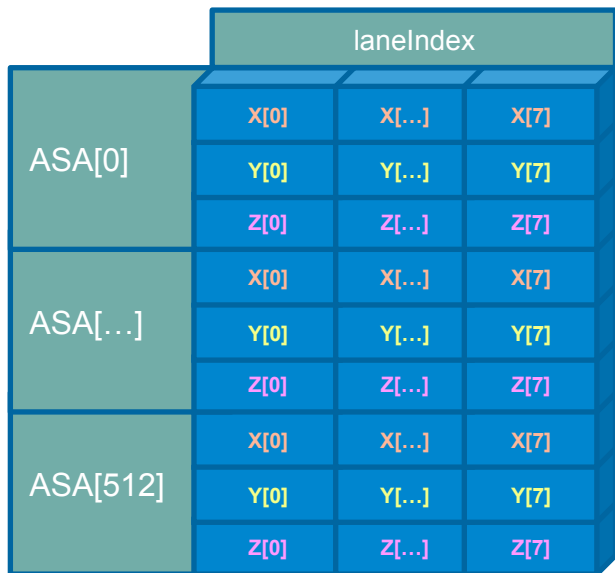 laneIndex
ASA[0]
X[0] X[...] X[7]
Y[0] Y[...] Y[7]
Z[0] Z[...] Z[7]
ASA[...]
X[0] X[...] X[7]
Y[0] Y[...] Y[7]
Z[0] Z[...] Z[7]
ASA[512]
X[0] X[...] X[7]
Y[0] Y[...] Y[7]
Z[0] Z[...] Z[7]